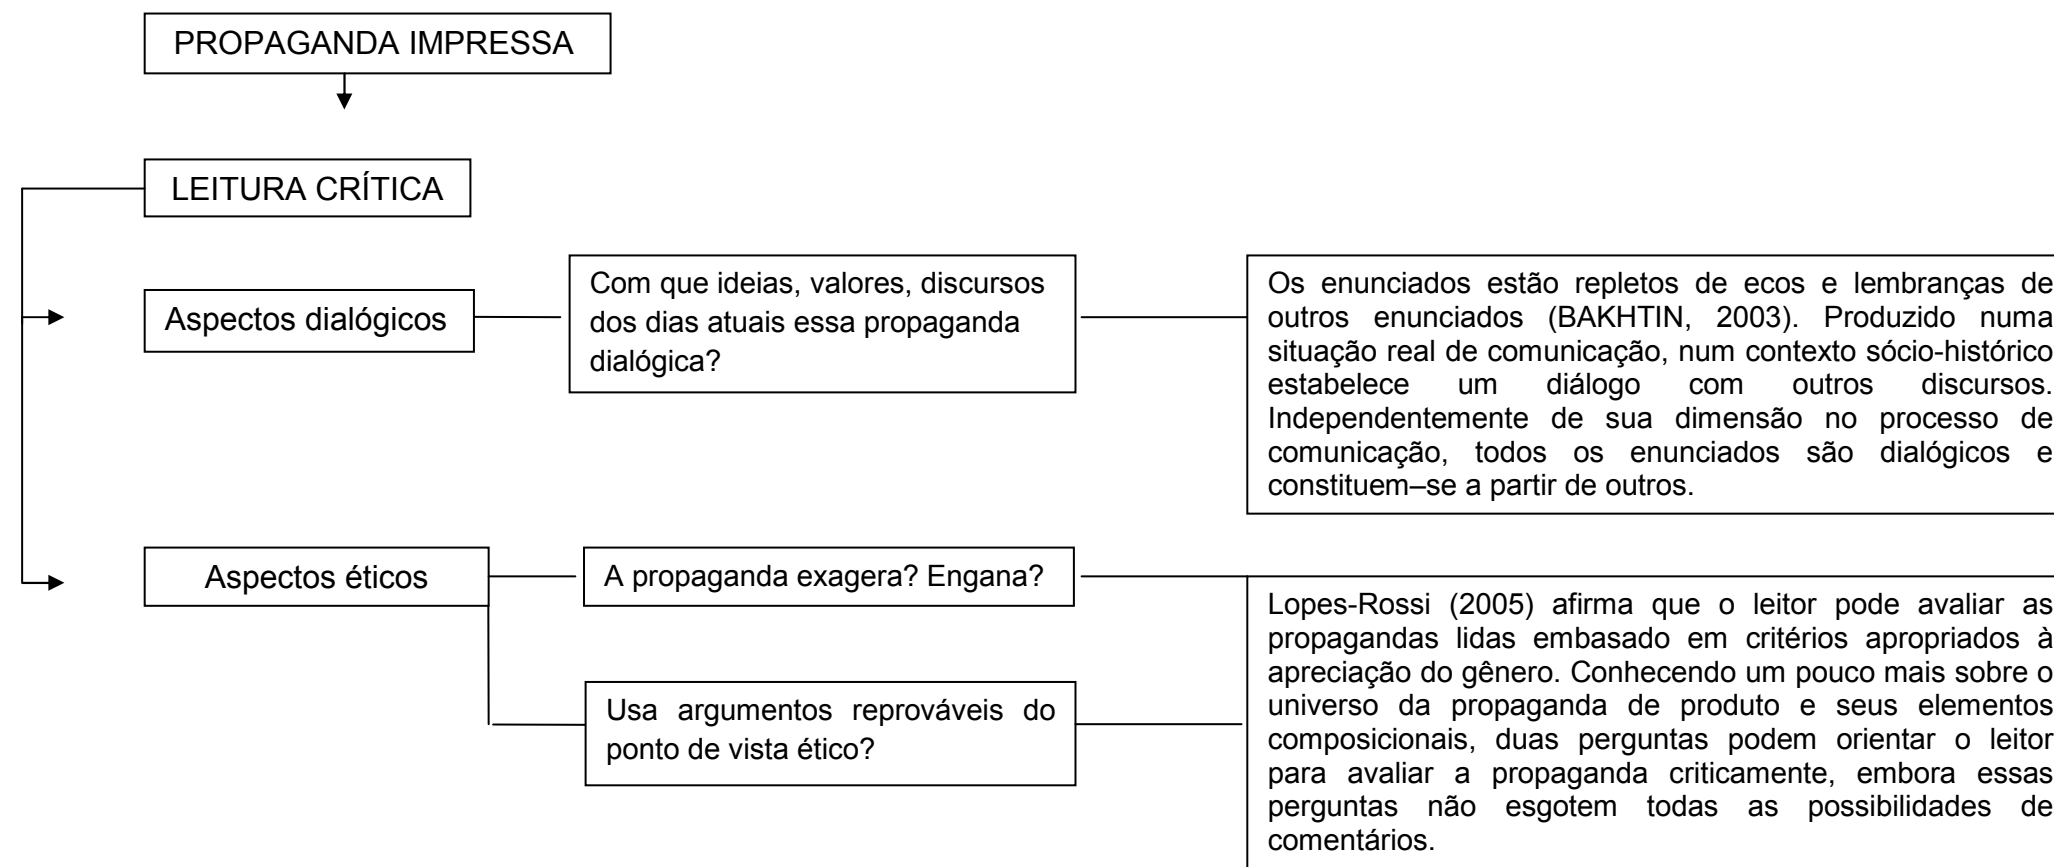 PROPAGANDA IMPRESSA
LEITURA CRÍTICA
Aspectos dialógicos
Com que ideias, valores, discursos
dos dias atuais essa propaganda
dialógica?
Os enunciados estão repletos de ecos e lembranças de
outros enunciados (BAKHTIN, 2003). Produzido numa
situação real de comunicação, num contexto sócio-histórico
estabelece um diálogo com outros discursos.
Independentemente de sua dimensão no processo de
comunicação, todos os enunciados são dialógicos e
constituem–se a partir de outros.
Aspectos éticos
A propaganda exagera? Engana?
Usa argumentos reprováveis do
ponto de vista ético?
Lopes-Rossi (2005) afirma que o leitor pode avaliar as
propagandas lidas embasado em critérios apropriados à
apreciação do gênero. Conhecendo um pouco mais sobre o
universo da propaganda de produto e seus elementos
composicionais, duas perguntas podem orientar o leitor
para avaliar a propaganda criticamente, embora essas
perguntas não esgotem todas as possibilidades de
comentários.